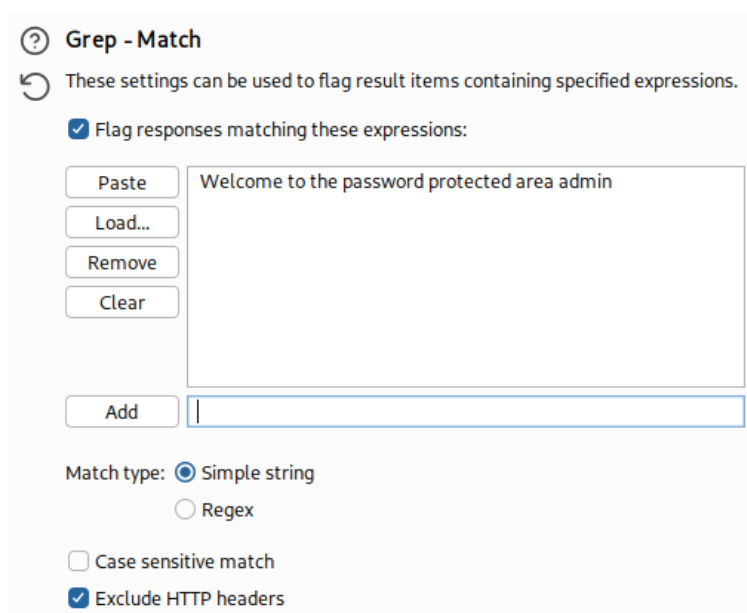 Grep - Match
These settings can be used to flag result items containing specified expressions.
Flag responses matching these expressions:
Paste
Welcome to the password protected area admin
Load...
Remove
Clear
Add
Match type: Simple string
Regex
Case sensitive match
Exclude HTTP headers